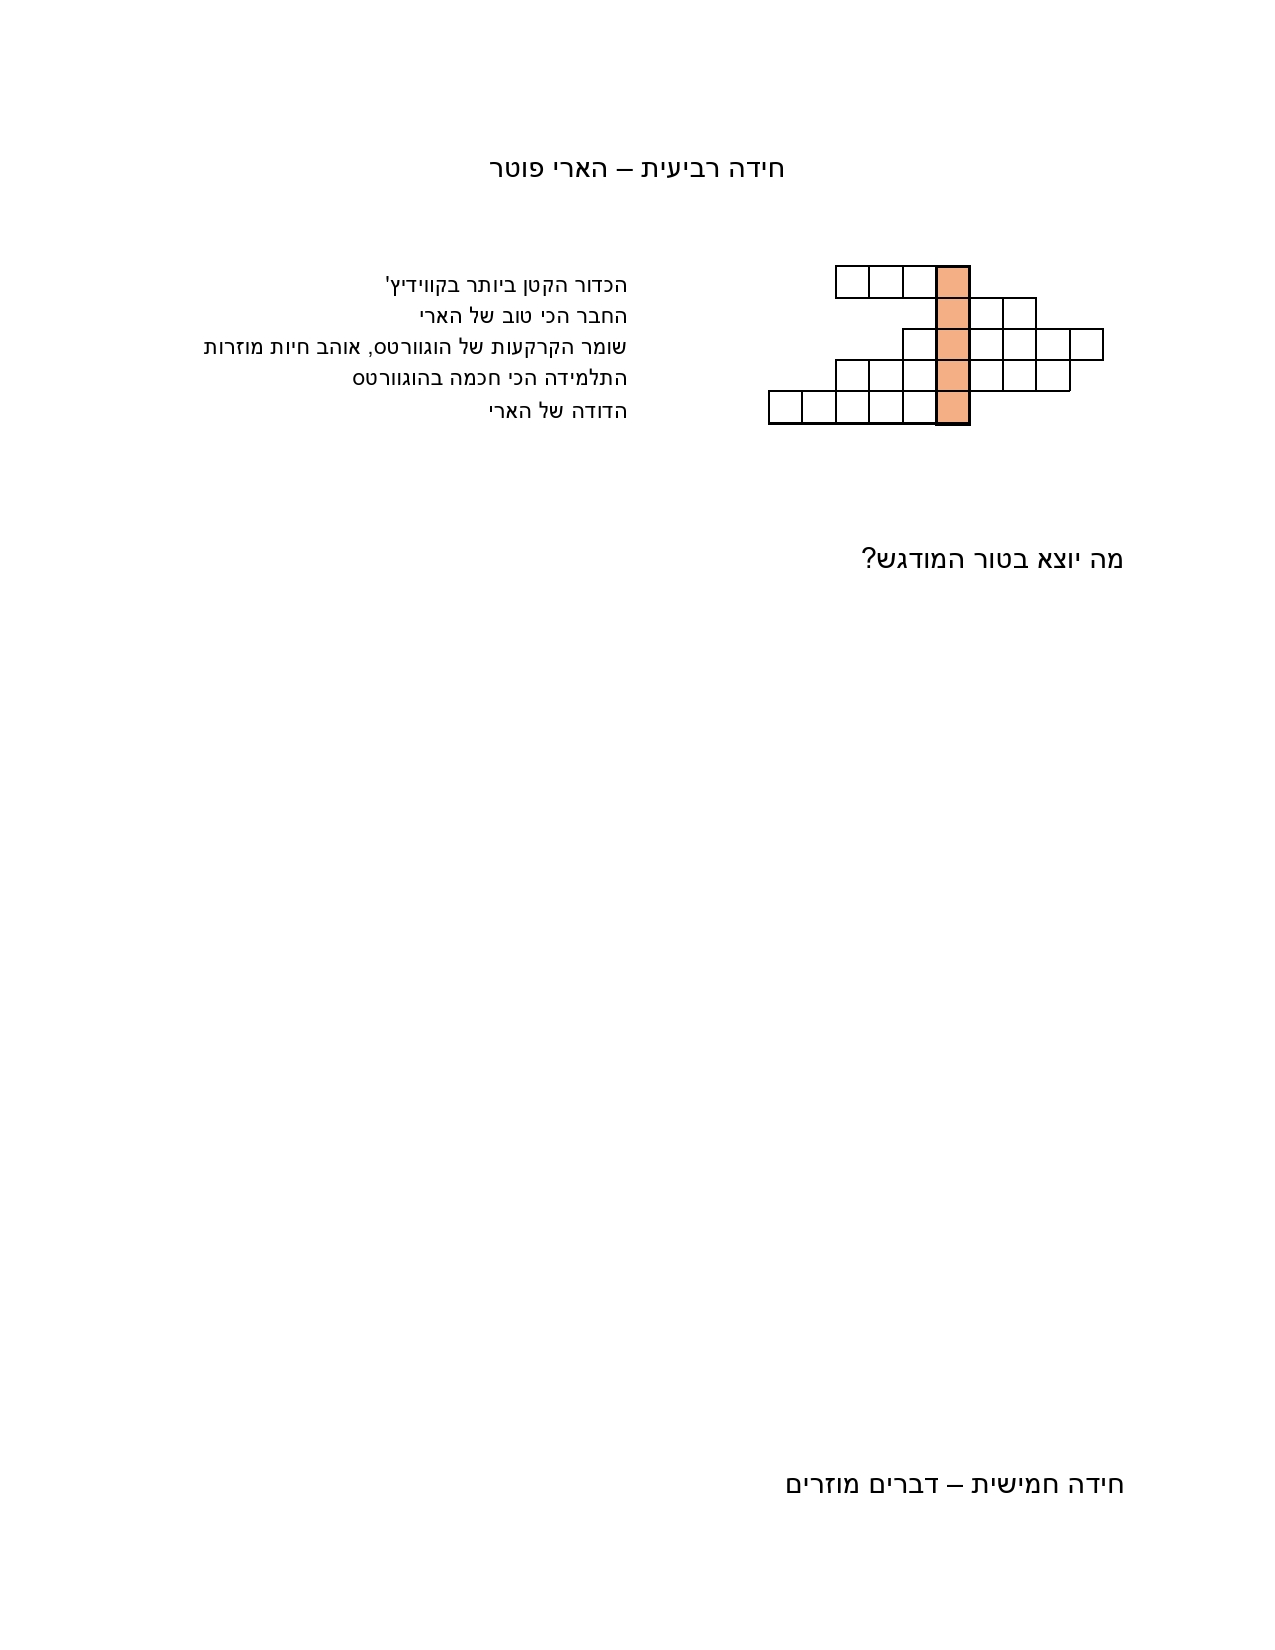 חידה רביעית – הארי פוטר
הכדור הקטן ביותר בקווידיץ'
החבר הכי טוב של הארי
שומר הקרקעות של הוגוורטס, אוהב חיות מוזרות
התלמידה הכי חכמה בהוגוורטס
הדודה של הארי
מה יוצא בטור המודגש?
חידה חמישית – דברים מוזרים